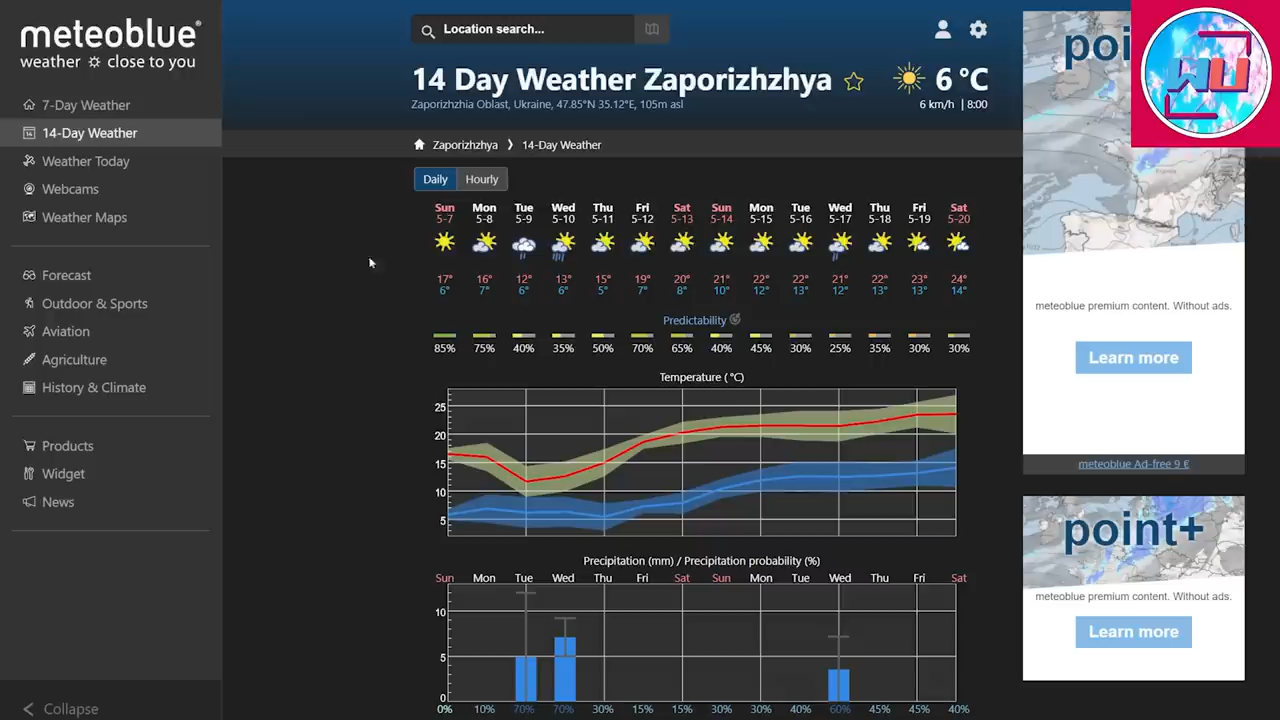 meteoblue®
weather ☼ close to you
7-Day Weather
14-Day Weather
Weather Today
Webcams
Weather Maps
Forecast
Outdoor & Sports
Aviation
Agriculture
History & Climate
Products
Widget
News
Collapse
Location search...
14 Day Weather Zaporizhzhya
6 °C
Zaporizhzhia Oblast, Ukraine, 47.85°N 35.12°E, 105m asl
6 km/h | 8:00
Zaporizhzhya ❯ 14-Day Weather
Daily Hourly
Sun Mon Tue Wed Thu Fri Sat Sun Mon Tue Wed Thu Fri Sat
5-7 5-8 5-9 5-10 5-11 5-12 5-13 5-14 5-15 5-16 5-17 5-18 5-19 5-20
17° 16° 12° 13° 15° 19° 20° 21° 22° 22° 21° 22° 23° 24°
6° 7° 6° 6° 5° 7° 8° 10° 12° 13° 12° 13° 13° 14°
Predictability
85% 75% 40% 35% 50% 70% 65% 40% 45% 30% 25% 35% 30% 30%
Temperature (°C)
25
20
15
10
5
Precipitation (mm) / Precipitation probability (%)
Sun Mon Tue Wed Thu Fri Sat Sun Mon Tue Wed Thu Fri Sat
10
5
0
0% 10% 70% 70% 30% 15% 15% 30% 30% 40% 60% 45% 45% 40%
WU
meteoblue premium content. Without ads.
Learn more
meteoblue Ad-free 9 €
point+
meteoblue premium content. Without ads.
Learn more